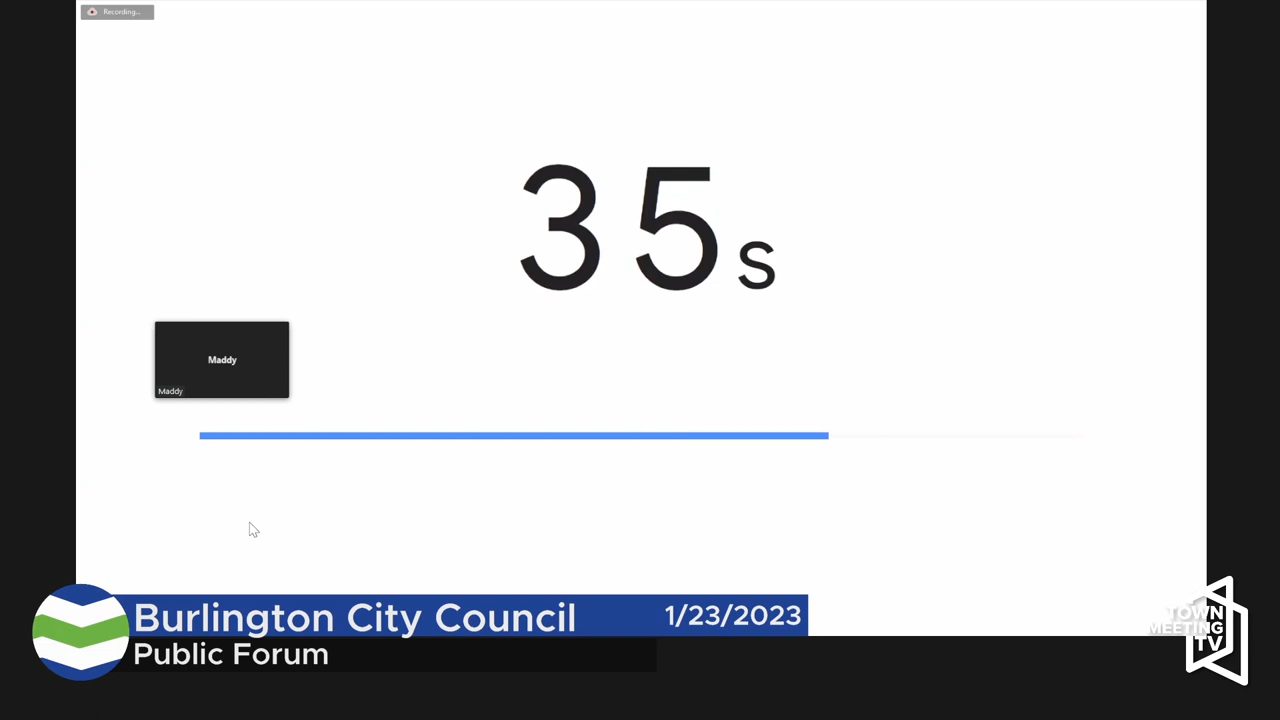 Recording...
35s
Maddy
Maddy
Burlington City Council 1/23/2023
Public Forum
TOWN
MEETING
TV